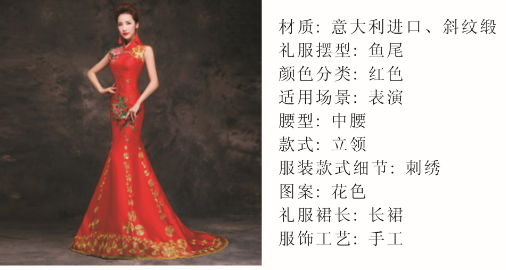 材质: 意大利进口、斜纹缎
礼服摆型: 鱼尾
颜色分类: 红色
适用场景: 表演
腰型: 中腰
款式: 立领
服装款式细节: 刺绣
图案: 花色
礼服裙长: 长裙
服饰工艺: 手工